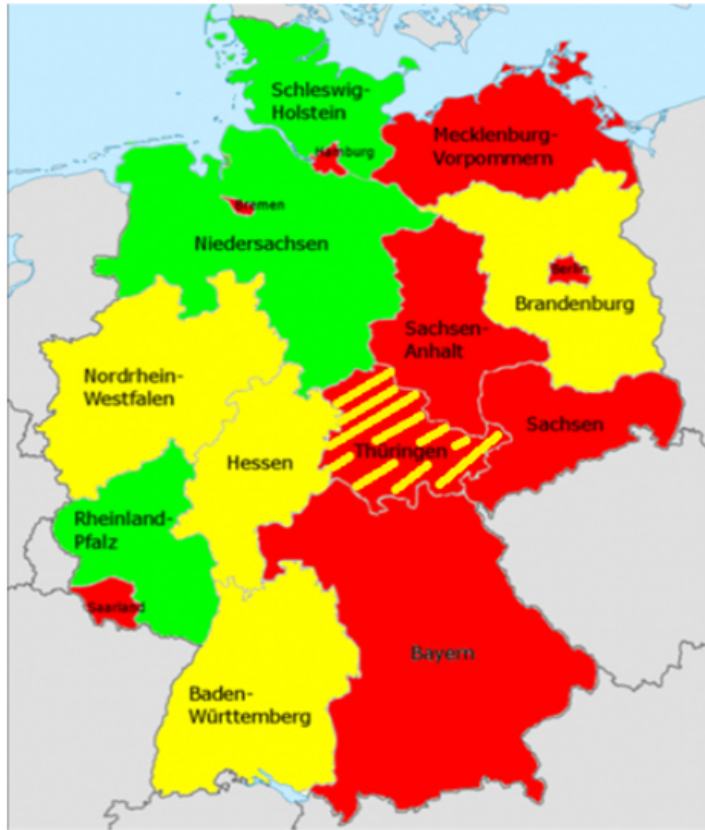 Schleswig-
Holstein
Hamburg
Mecklenburg-
Vorpommern
Bremen
Niedersachsen
Berlin
Brandenburg
Sachsen-
Anhalt
Nordrhein-
Westfalen
Sachsen
Thüringen
Hessen
Rheinland-
Pfalz
Saarland
Bayern
Baden-
Württemberg